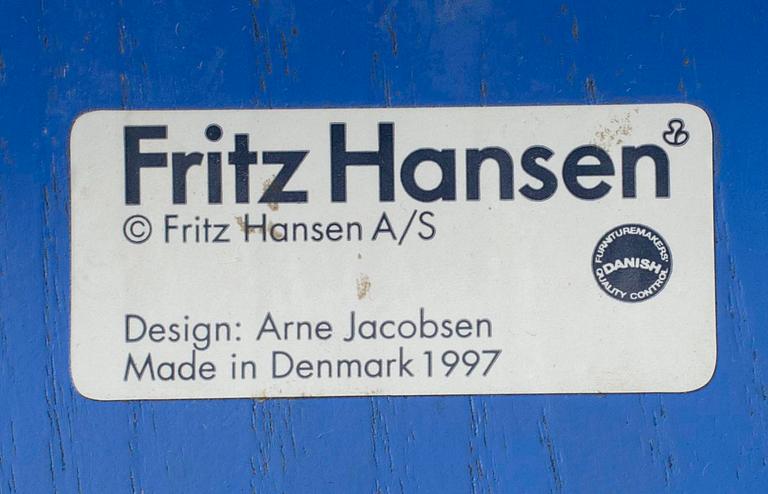 Fritz Hansen
© Fritz Hansen A/S
FURNITUREMAKERS'
DANISH
QUALITY CONTROL
Design: Arne Jacobsen
Made in Denmark 1997